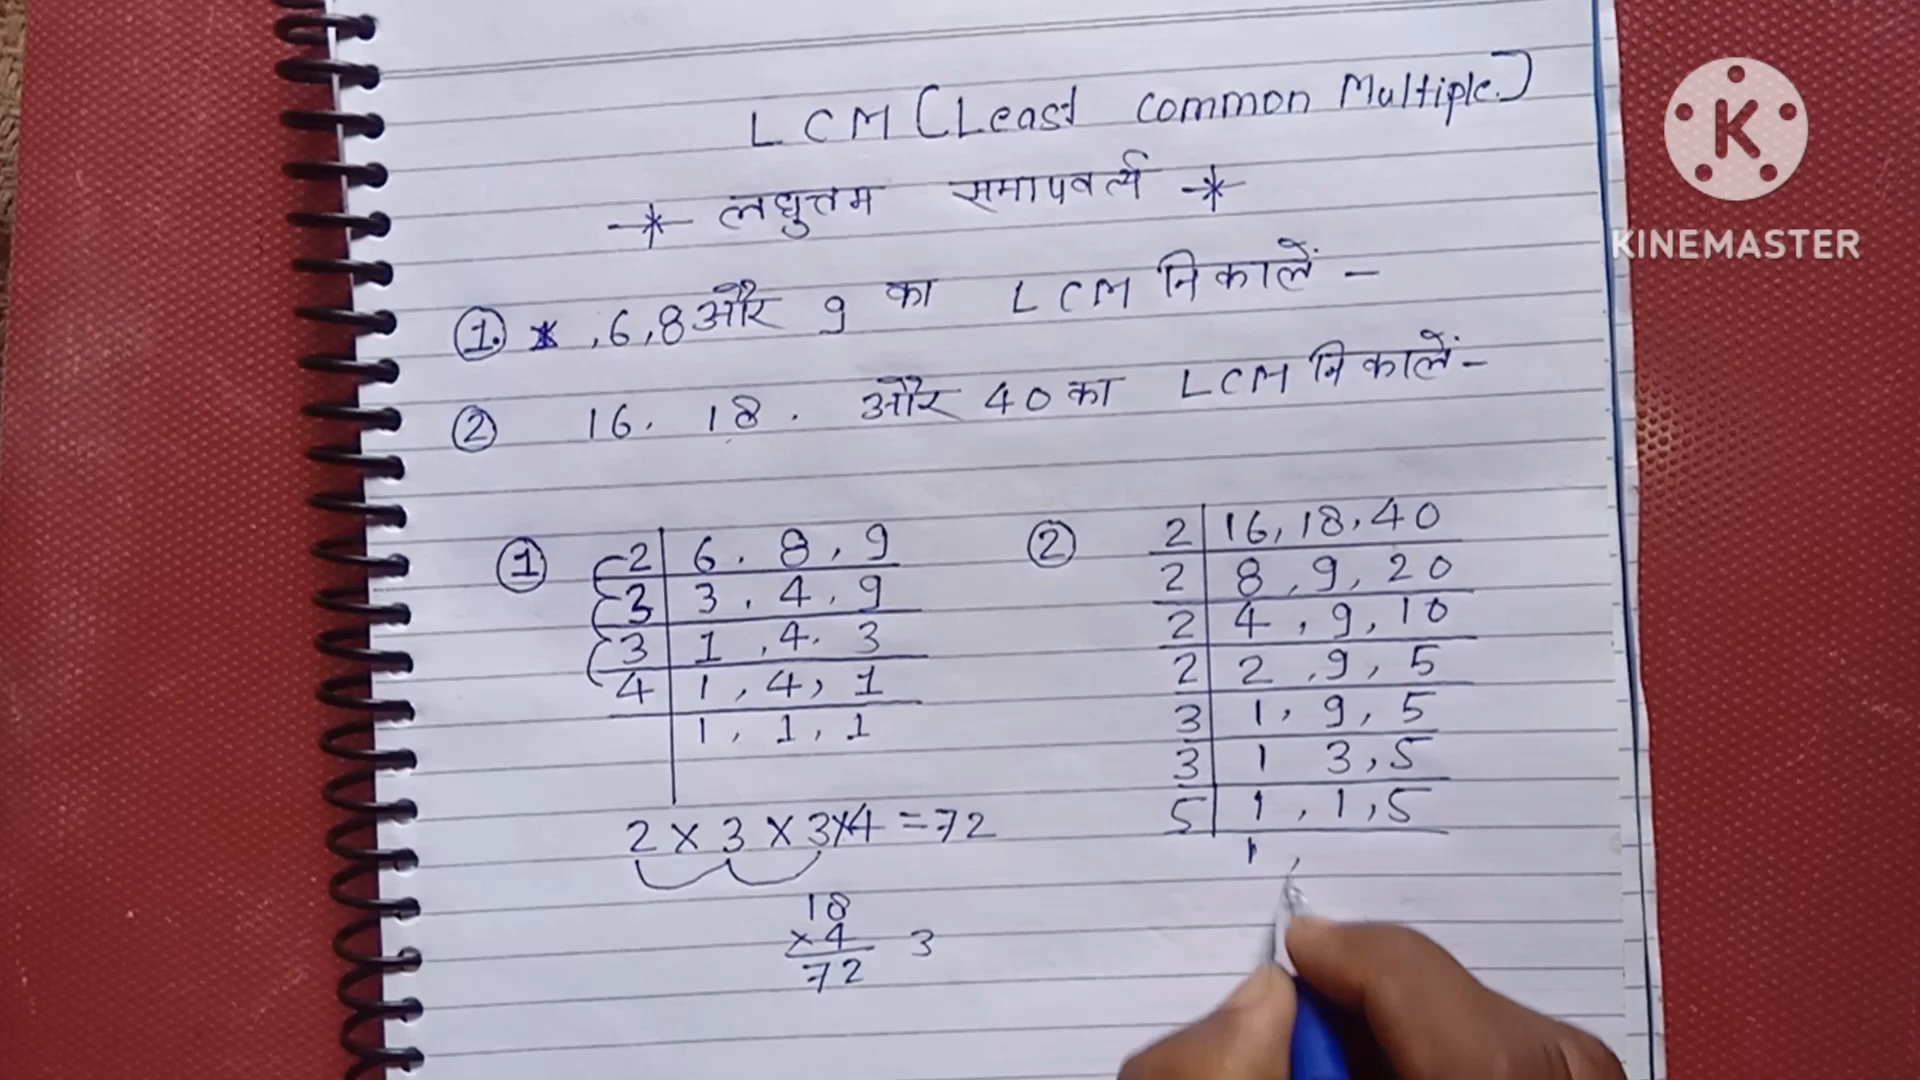 LCM (Least common Multiple.)
लघुत्तम समापवर्त्य
K
KINEMASTER
1. ,6,8 और 9 का LCM निकालें -
2 16. 18. और 40 का LCM निकालें -
1
2 | 6. 8, 9
3 | 3, 4, 9
3 | 1, 4. 3
4 | 1, 4, 1
1, 1, 1
2 x 3 x 3x4 = 72
18
x 4 3
72
2
2 | 16, 18, 40
2 | 8, 9, 20
2 | 4, 9, 10
2 | 2, 9, 5
3 | 1, 9, 5
3 | 1 3, 5
5 | 1, 1, 5
1,